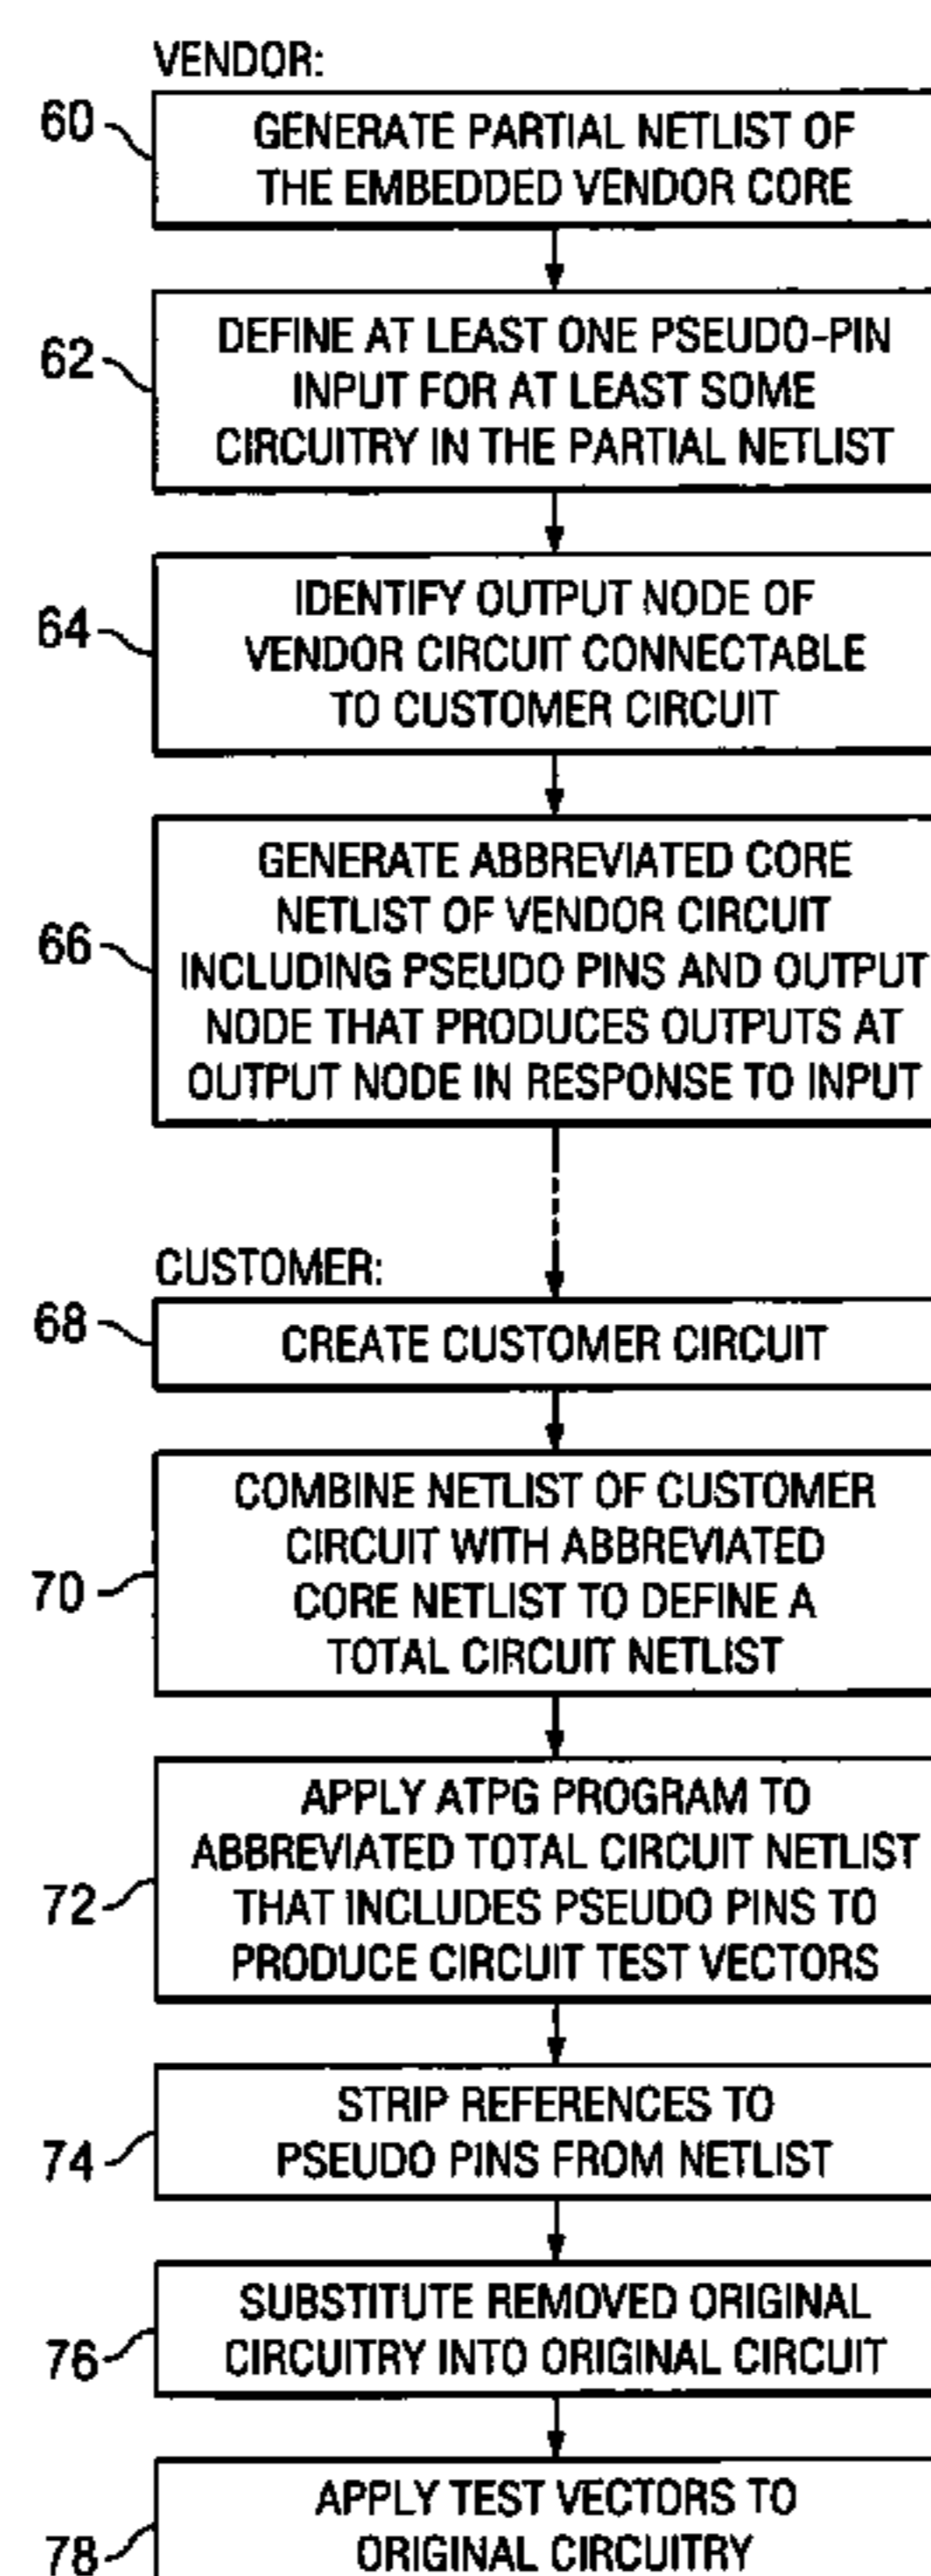 VENDOR:
60
GENERATE PARTIAL NETLIST OF
THE EMBEDDED VENDOR CORE
62
DEFINE AT LEAST ONE PSEUDO-PIN
INPUT FOR AT LEAST SOME
CIRCUITRY IN THE PARTIAL NETLIST
64
IDENTIFY OUTPUT NODE OF
VENDOR CIRCUIT CONNECTABLE
TO CUSTOMER CIRCUIT
66
GENERATE ABBREVIATED CORE
NETLIST OF VENDOR CIRCUIT
INCLUDING PSEUDO PINS AND OUTPUT
NODE THAT PRODUCES OUTPUTS AT
OUTPUT NODE IN RESPONSE TO INPUT
CUSTOMER:
68
CREATE CUSTOMER CIRCUIT
70
COMBINE NETLIST OF CUSTOMER
CIRCUIT WITH ABBREVIATED
CORE NETLIST TO DEFINE A
TOTAL CIRCUIT NETLIST
72
APPLY ATPG PROGRAM TO
ABBREVIATED TOTAL CIRCUIT NETLIST
THAT INCLUDES PSEUDO PINS TO
PRODUCE CIRCUIT TEST VECTORS
74
STRIP REFERENCES TO
PSEUDO PINS FROM NETLIST
76
SUBSTITUTE REMOVED ORIGINAL
CIRCUITRY INTO ORIGINAL CIRCUIT
78
APPLY TEST VECTORS TO
ORIGINAL CIRCUITRY